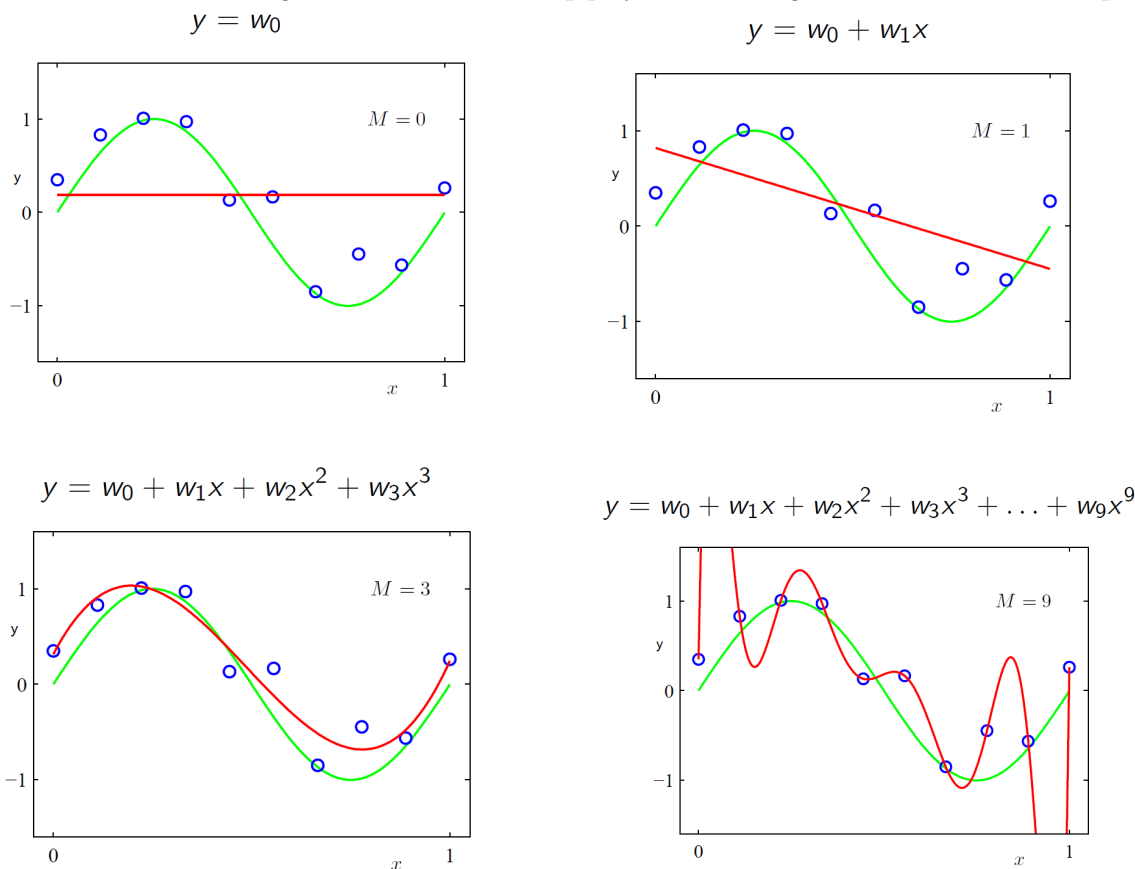 y = w₀
y = w₀ + w₁x
M = 0
1
y
0
−1
0
x
1
M = 1
1
y
0
−1
0
x
1
y = w₀ + w₁x + w₂x² + w₃x³
y = w₀ + w₁x + w₂x² + w₃x³ + ... + w₉x⁹
M = 3
1
y
0
−1
0
x
1
M = 9
1
y
0
−1
0
x
1